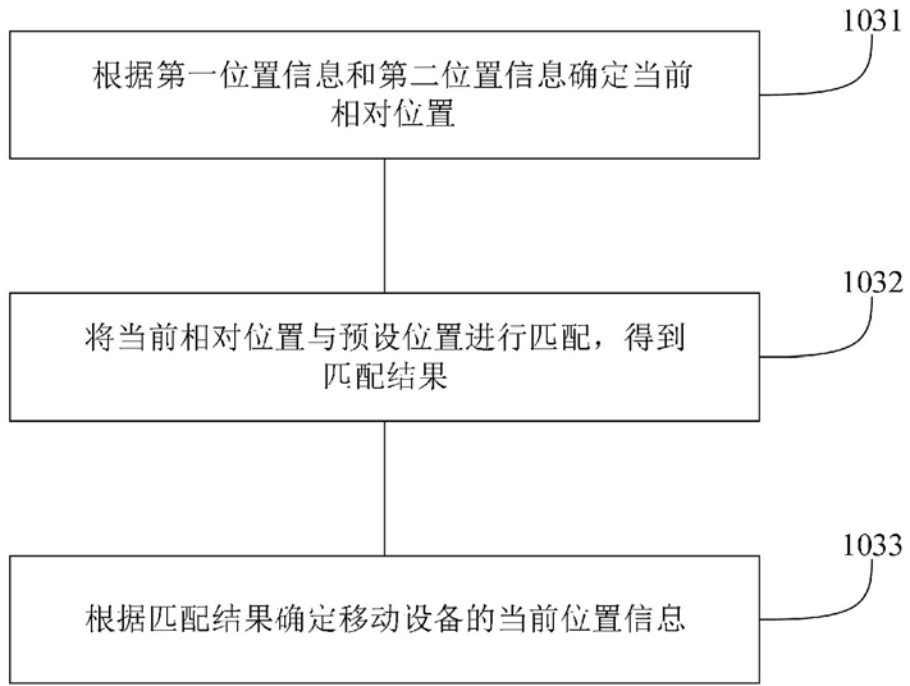 1031
根据第一位置信息和第二位置信息确定当前
相对位置
1032
将当前相对位置与预设位置进行匹配，得到
匹配结果
1033
根据匹配结果确定移动设备的当前位置信息